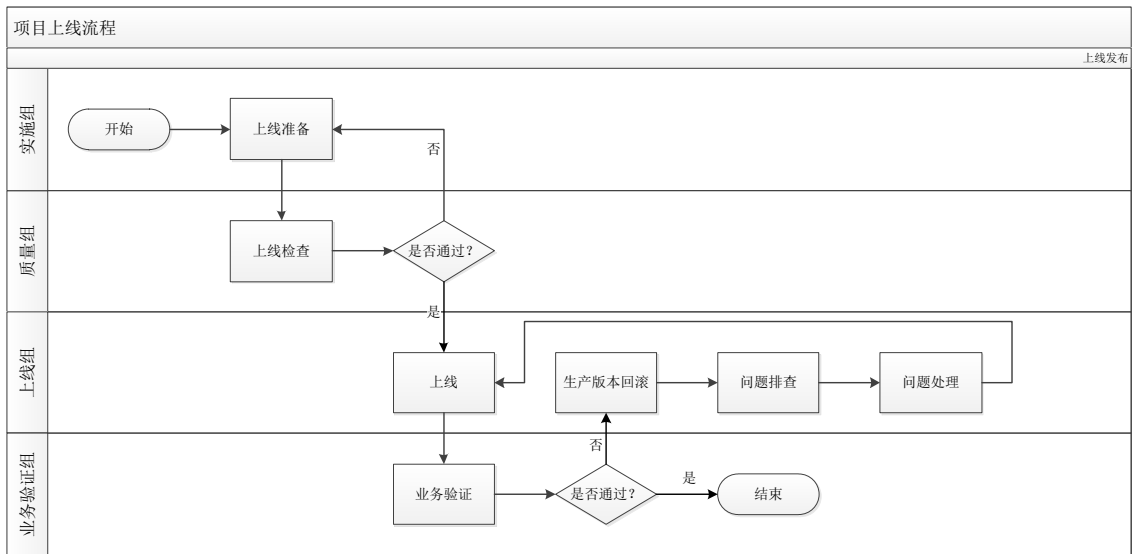 项目上线流程
上线发布
实施组
开始
上线准备
否
质量组
上线检查
是否通过？
是
上线组
上线
生产版本回滚
问题排查
问题处理
否
业务验证组
业务验证
是否通过？
是
结束